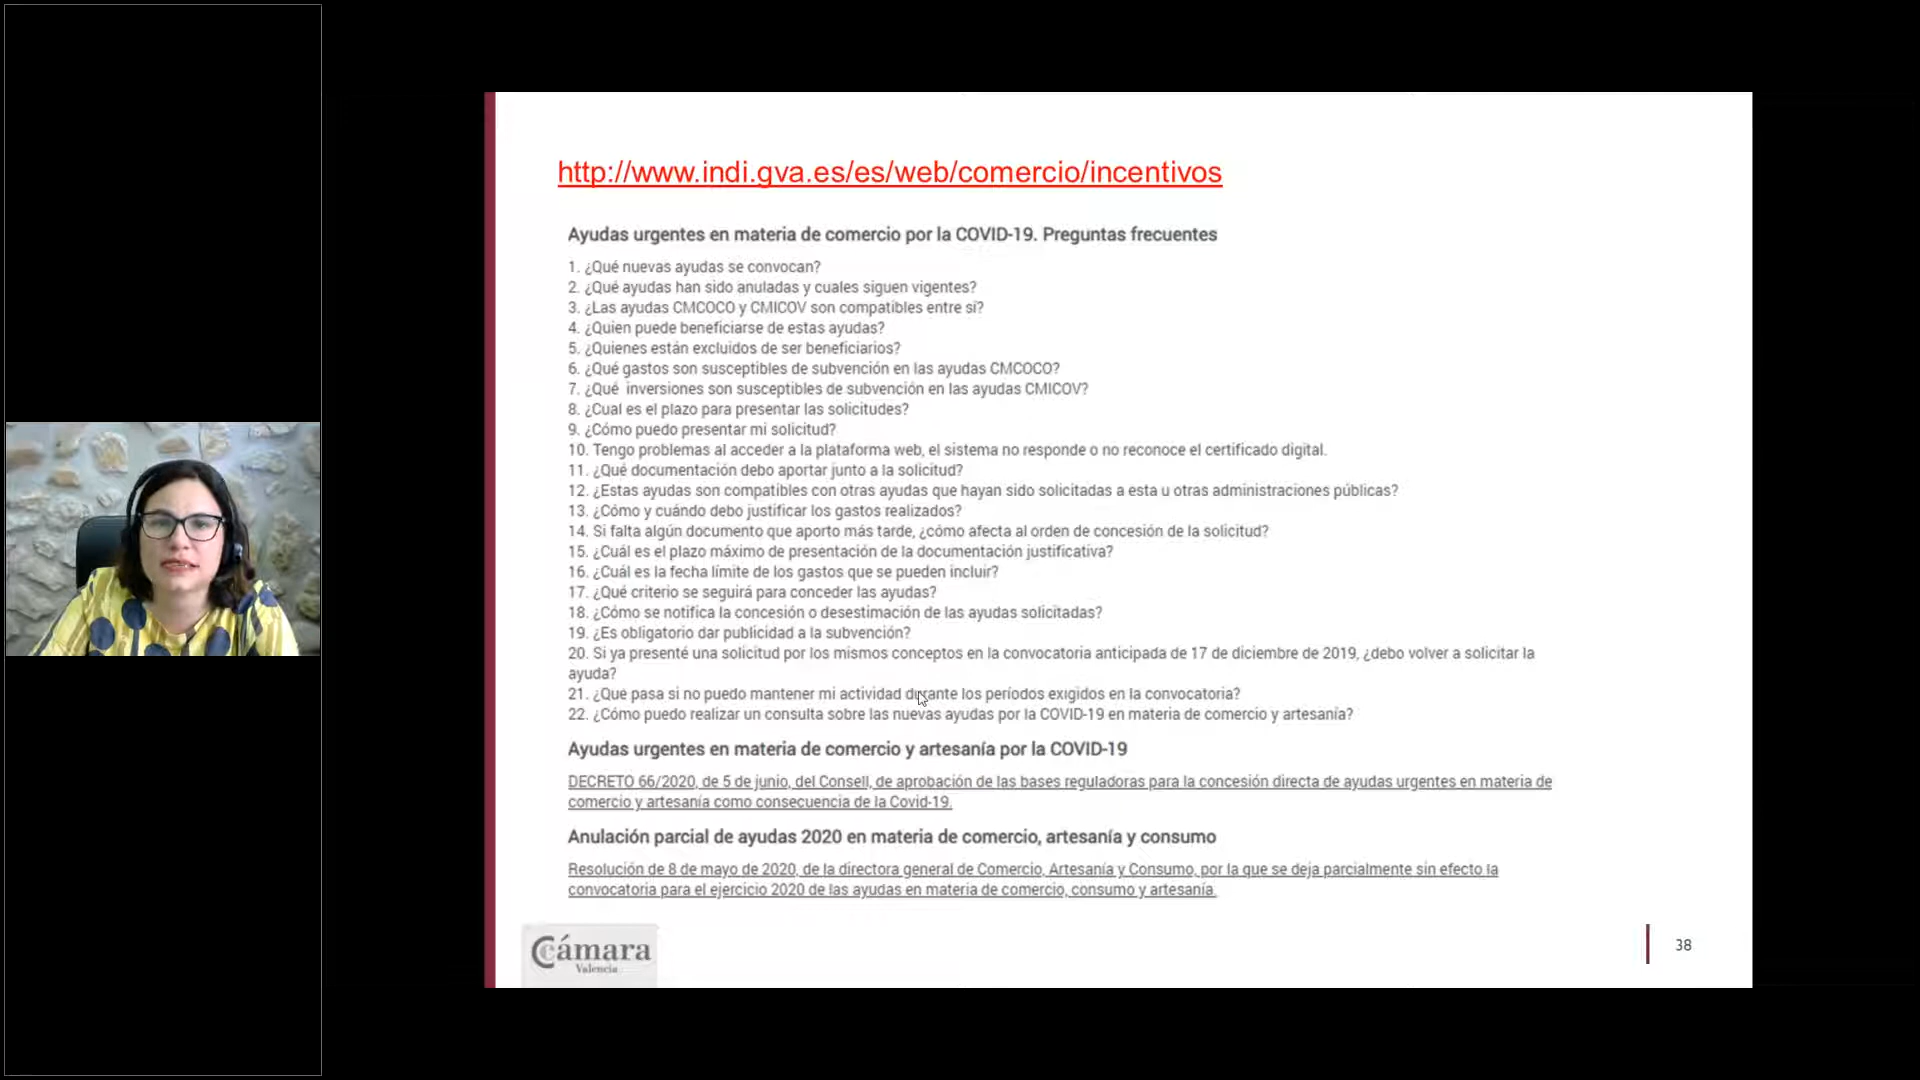 http://www.indi.gva.es/es/web/comercio/incentivos
Ayudas urgentes en materia de comercio por la COVID-19. Preguntas frecuentes
1. ¿Qué nuevas ayudas se convocan?
2. ¿Qué ayudas han sido anuladas y cuales siguen vigentes?
3. ¿Las ayudas CMCOCO y CMICOV son compatibles entre sí?
4. ¿Quien puede beneficiarse de estas ayudas?
5. ¿Quienes están excluidos de ser beneficiarios?
6. ¿Qué gastos son susceptibles de subvención en las ayudas CMCOCO?
7. ¿Qué inversiones son susceptibles de subvención en las ayudas CMICOV?
8. ¿Cual es el plazo para presentar las solicitudes?
9. ¿Cómo puedo presentar mi solicitud?
10. Tengo problemas al acceder a la plataforma web, el sistema no responde o no reconoce el certificado digital.
11. ¿Qué documentación debo aportar junto a la solicitud?
12. ¿Estas ayudas son compatibles con otras ayudas que hayan sido solicitadas a esta u otras administraciones públicas?
13. ¿Cómo y cuándo debo justificar los gastos realizados?
14. Si falta algún documento que aporto más tarde, ¿cómo afecta al orden de concesión de la solicitud?
15. ¿Cuál es el plazo máximo de presentación de la documentación justificativa?
16. ¿Cuál es la fecha límite de los gastos que se pueden incluir?
17. ¿Qué criterio se seguirá para conceder las ayudas?
18. ¿Cómo se notifica la concesión o desestimación de las ayudas solicitadas?
19. ¿Es obligatorio dar publicidad a la subvención?
20. Si ya presenté una solicitud por los mismos conceptos en la convocatoria anticipada de 17 de diciembre de 2019, ¿debo volver a solicitar la
ayuda?
21. ¿Qué pasa si no puedo mantener mi actividad durante los períodos exigidos en la convocatoria?
22. ¿Cómo puedo realizar un consulta sobre las nuevas ayudas por la COVID-19 en materia de comercio y artesanía?
Ayudas urgentes en materia de comercio y artesanía por la COVID-19
DECRETO 66/2020, de 5 de junio, del Consell, de aprobación de las bases reguladoras para la concesión directa de ayudas urgentes en materia de
comercio y artesanía como consecuencia de la Covid-19.
Anulación parcial de ayudas 2020 en materia de comercio, artesanía y consumo
Resolución de 8 de mayo de 2020, de la directora general de Comercio, Artesanía y Consumo, por la que se deja parcialmente sin efecto la
convocatoria para el ejercicio 2020 de las ayudas en materia de comercio, consumo y artesanía.
Cámara
Valencia
38